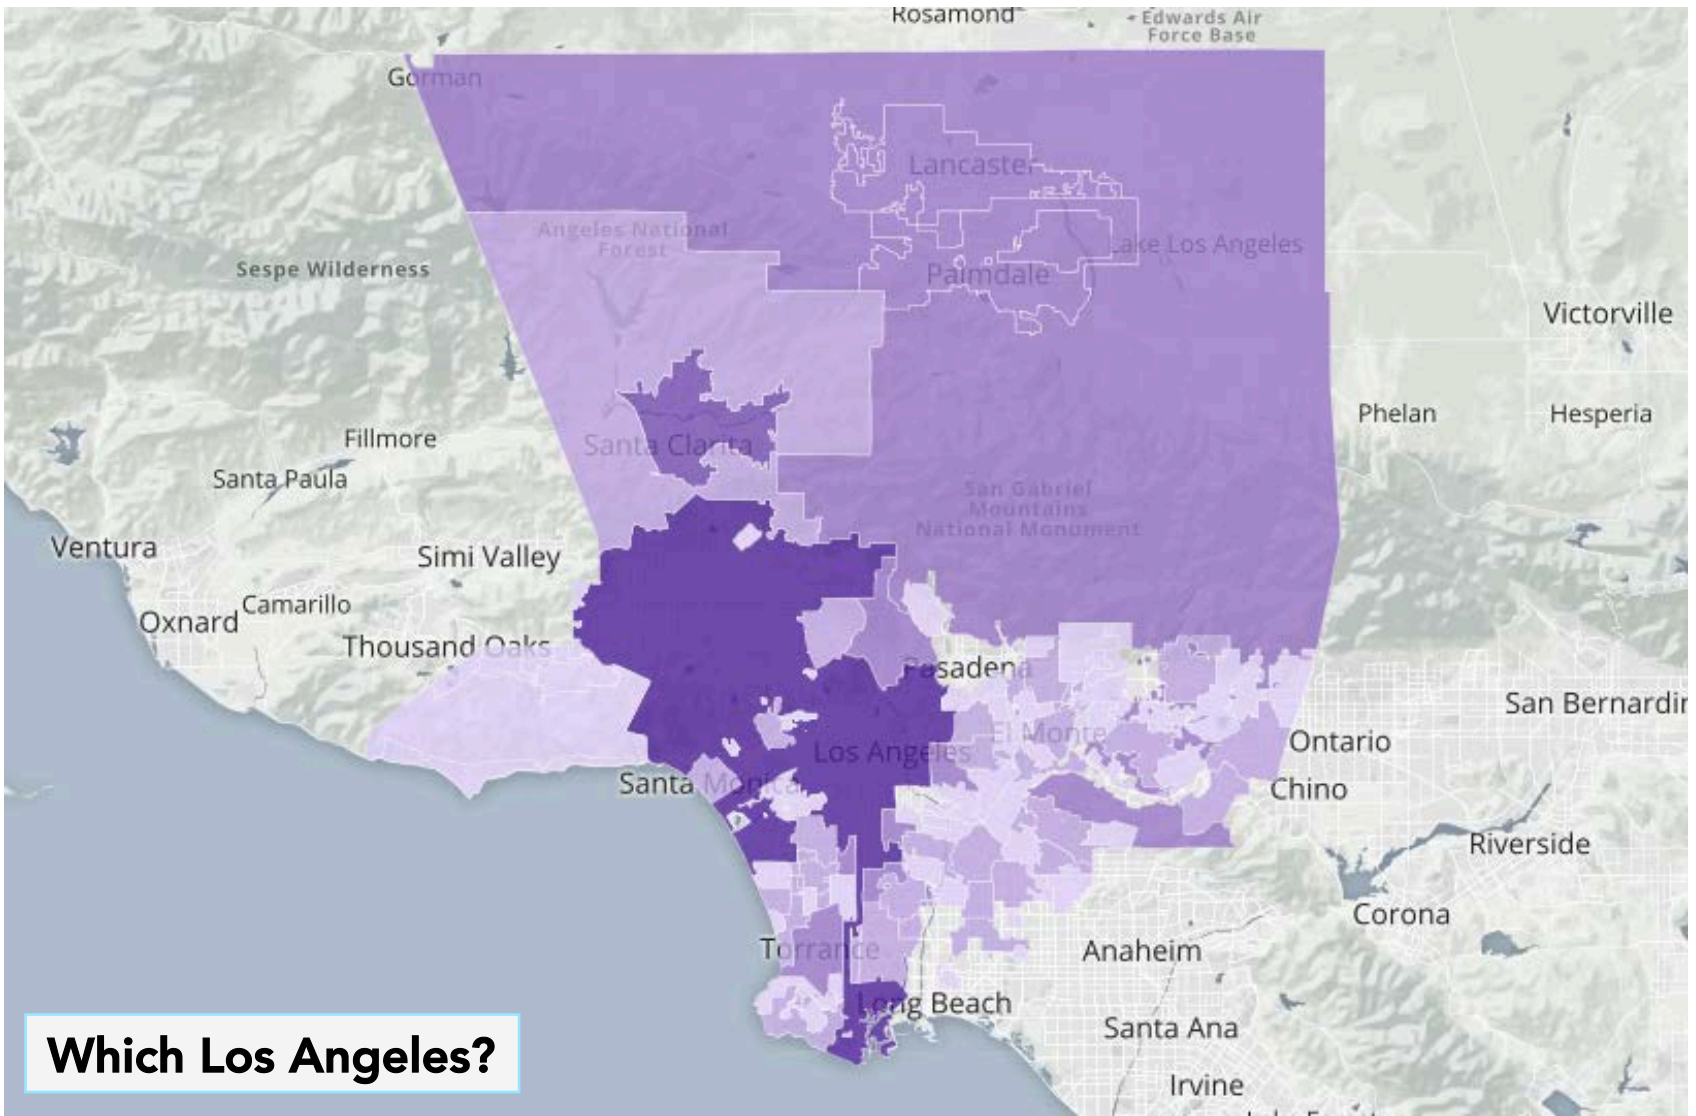 Rosamond
Edwards Air
Force Base
Gorman
Lancaster
Angeles National
Forest
Lake Los Angeles
Sespe Wilderness
Palmdale
Victorville
Phelan
Hesperia
Fillmore
Santa Clarita
Santa Paula
San Gabriel
Mountains
National Monument
Ventura
Simi Valley
Camarillo
Oxnard
Thousand Oaks
Pasadena
San Bernardin
El Monte
Los Angeles
Ontario
Santa Monica
Chino
Riverside
Corona
Torrance
Anaheim
Long Beach
Santa Ana
Which Los Angeles?
Irvine